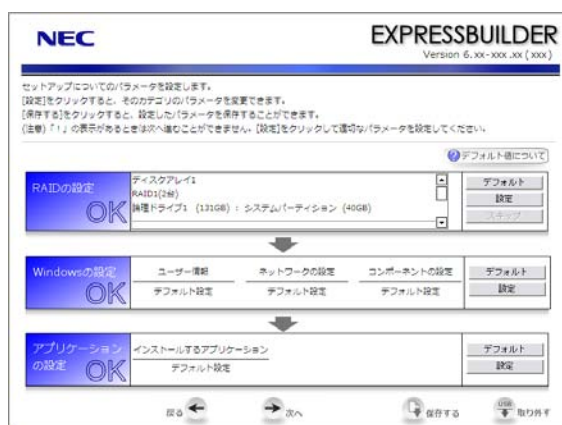 NEC
EXPRESSBUILDER
Version 6.xx-xxx.xx (xxx)
セットアップについてのパラメータを設定します。
[設定]をクリックすると、そのカテゴリのパラメータを変更できます。
[保存する]をクリックすると、設定したパラメータを保存することができます。
(注意)「！」の表示があるときは次へ進むことができません。[設定]をクリックして適切なパラメータを設定してください。
デフォルト値について
RAIDの設定
OK
ディスクアレイ1
RAID1(2台)
論理ドライブ1 (131GB) : システムパーティション (40GB)
デフォルト
設定
スキップ
Windowsの設定
OK
ユーザー情報 ネットワークの設定 コンポーネントの設定
デフォルト設定 デフォルト設定 デフォルト設定
デフォルト
設定
アプリケーション
の設定 OK
インストールするアプリケーション
デフォルト設定
デフォルト
設定
戻る 次へ 保存する USB 取り外す